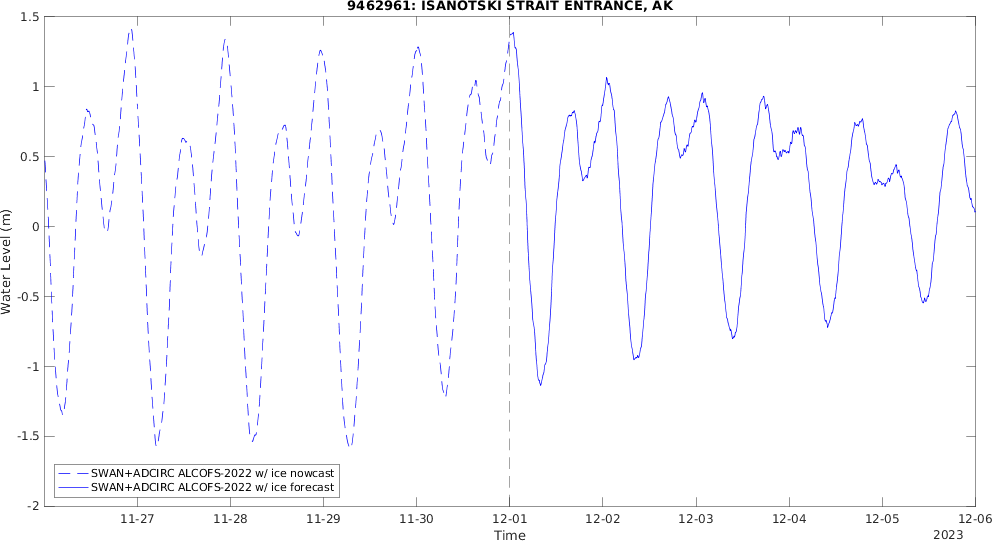 9462961: ISANOTSKI STRAIT ENTRANCE, AK
1.5
1
0.5
0
-0.5
-1
-1.5
-2
Water Level (m)
SWAN+ADCIRC ALCOFS-2022 w/ ice nowcast
SWAN+ADCIRC ALCOFS-2022 w/ ice forecast
11-27 11-28 11-29 11-30 12-01 12-02 12-03 12-04 12-05 12-06
Time
2023